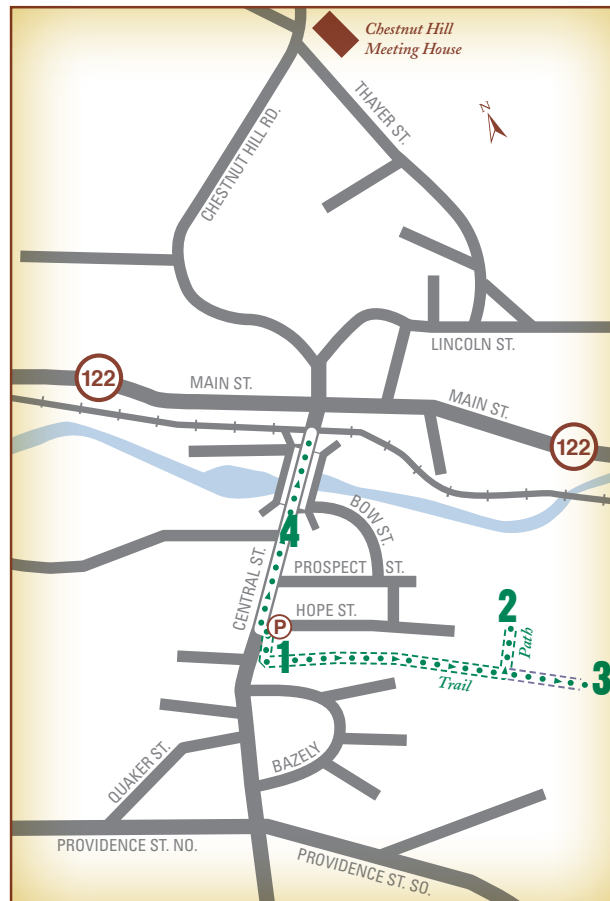 Chestnut Hill
Meeting House
THAYER ST.
N
CHESTNUT HILL RD.
LINCOLN ST.
122
MAIN ST.
MAIN ST.
122
BOW ST.
4
CENTRAL ST.
PROSPECT ST.
HOPE ST.
P
2
1
Path
Trail
3
QUAKER ST.
BAZELY
PROVIDENCE ST. NO.
PROVIDENCE ST. SO.